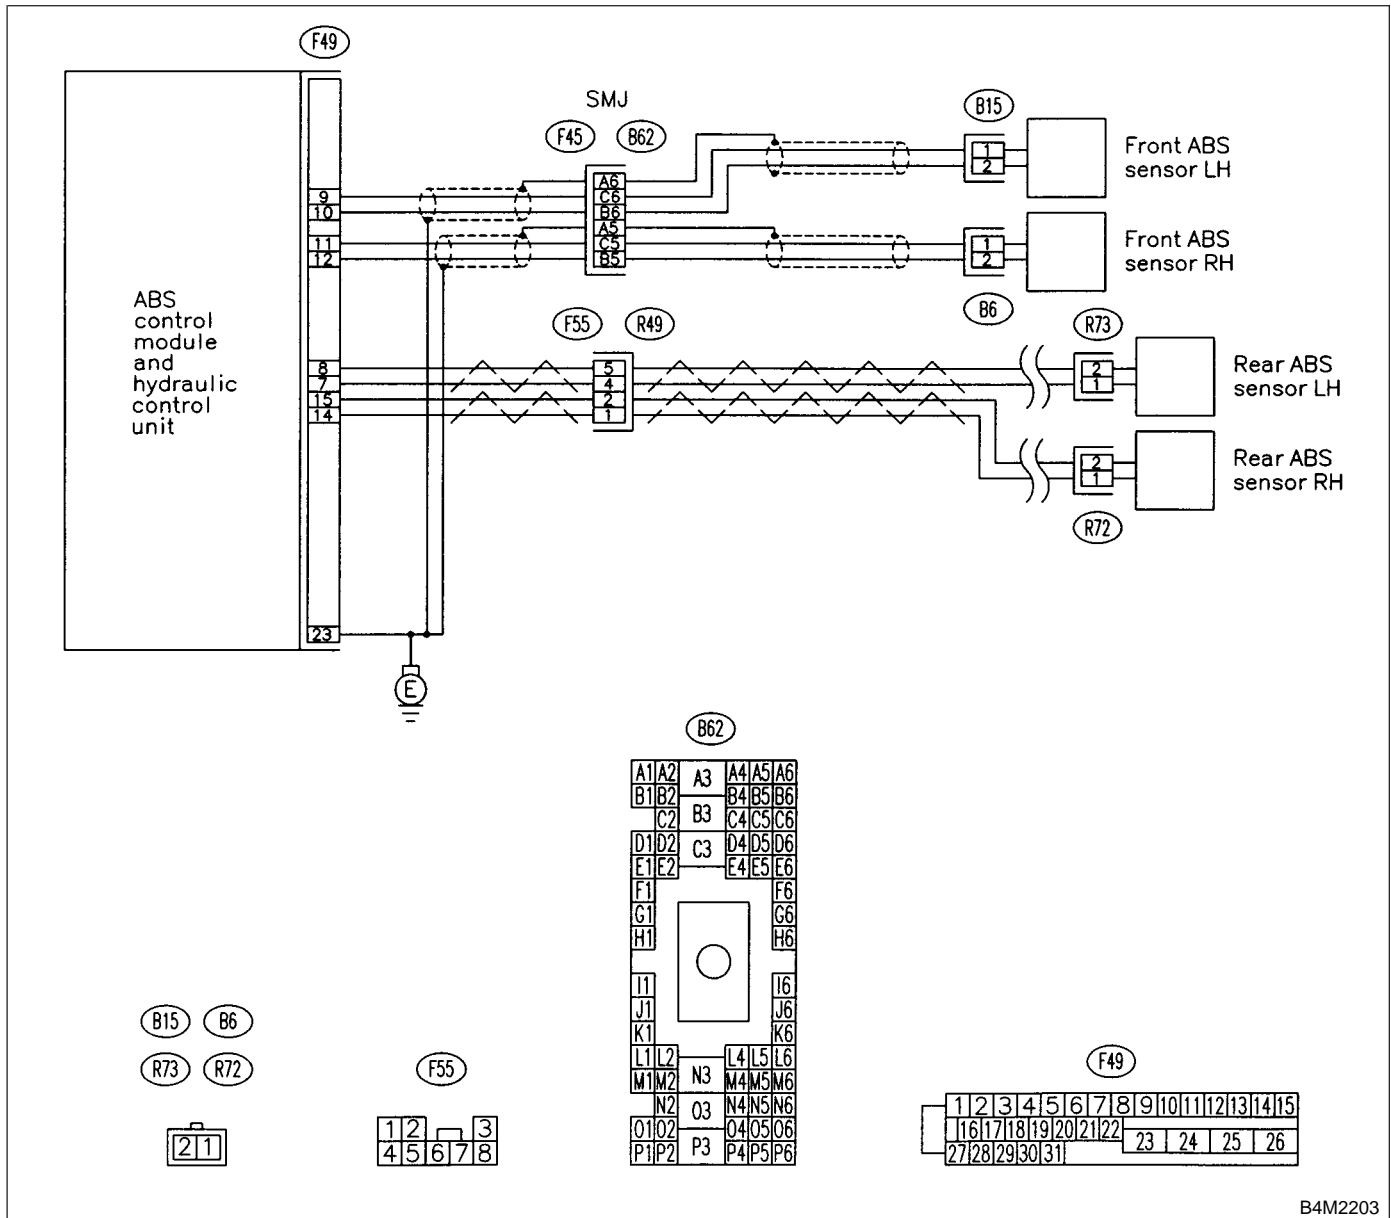 F49
SMJ
F45 B62
B15
A6
C6
B6
A5
C5
B5
9
10
11
12
1
2
Front ABS
sensor LH
1
2
Front ABS
sensor RH
B6
ABS
control
module
and
hydraulic
control
unit
F55 R49
R73
8
7
15
14
5
4
2
1
2
1
Rear ABS
sensor LH
2
1
Rear ABS
sensor RH
R72
23
E
B62
A1 A2 A3 A4 A5 A6
B1 B2 B3 B4 B5 B6
C2 C4 C5 C6
D1 D2 C3 D4 D5 D6
E1 E2 E4 E5 E6
F1 F6
G1 G6
H1 H6
I1 I6
J1 J6
K1 K6
L1 L2 L4 L5 L6
M1 M2 N3 M4 M5 M6
N2 O3 N4 N5 N6
O1 O2 O4 O5 O6
P1 P2 P3 P4 P5 P6
B15 B6
R73 R72
2 1
F55
1 2 3
4 5 6 7 8
F49
1 2 3 4 5 6 7 8 9 10 11 12 13 14 15
16 17 18 19 20 21 22 23 24 25 26
27 28 29 30 31
B4M2203